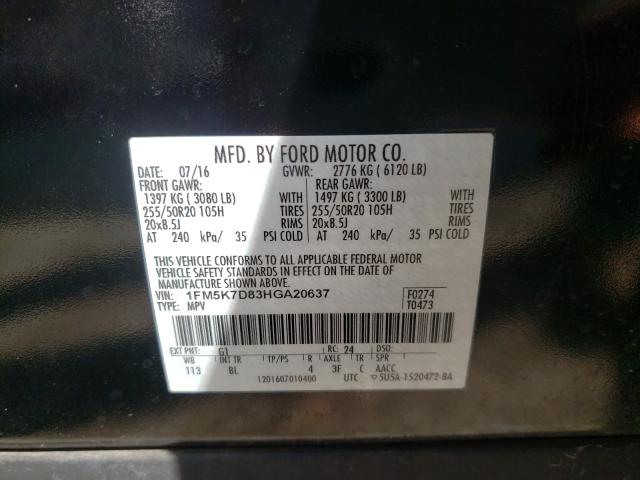 MFD. BY FORD MOTOR CO.
DATE: 07/16 GVWR: 2776 KG ( 6120 LB)
FRONT GAWR: REAR GAWR:
1397 KG ( 3080 LB) WITH 1497 KG ( 3300 LB) WITH
255/50R20 105H TIRES 255/50R20 105H TIRES
20x8.5J RIMS 20x8.5J RIMS
AT 240 kPa/ 35 PSI COLD AT 240 kPa/ 35 PSI COLD
THIS VEHICLE CONFORMS TO ALL APPLICABLE FEDERAL MOTOR
VEHICLE SAFETY STANDARDS IN EFFECT ON THE DATE OF
MANUFACTURE SHOWN ABOVE.
VIN: 1FM5K7D83HGA20637 F0274
TYPE: MPV T0473
EXT PNT: G1 RC: 24 DSO:
WB INT TR TP/PS R AXLE TR SPR
113 BL 4 3F C AACC
1201607010400 UTC 5U5A-1520472-BA